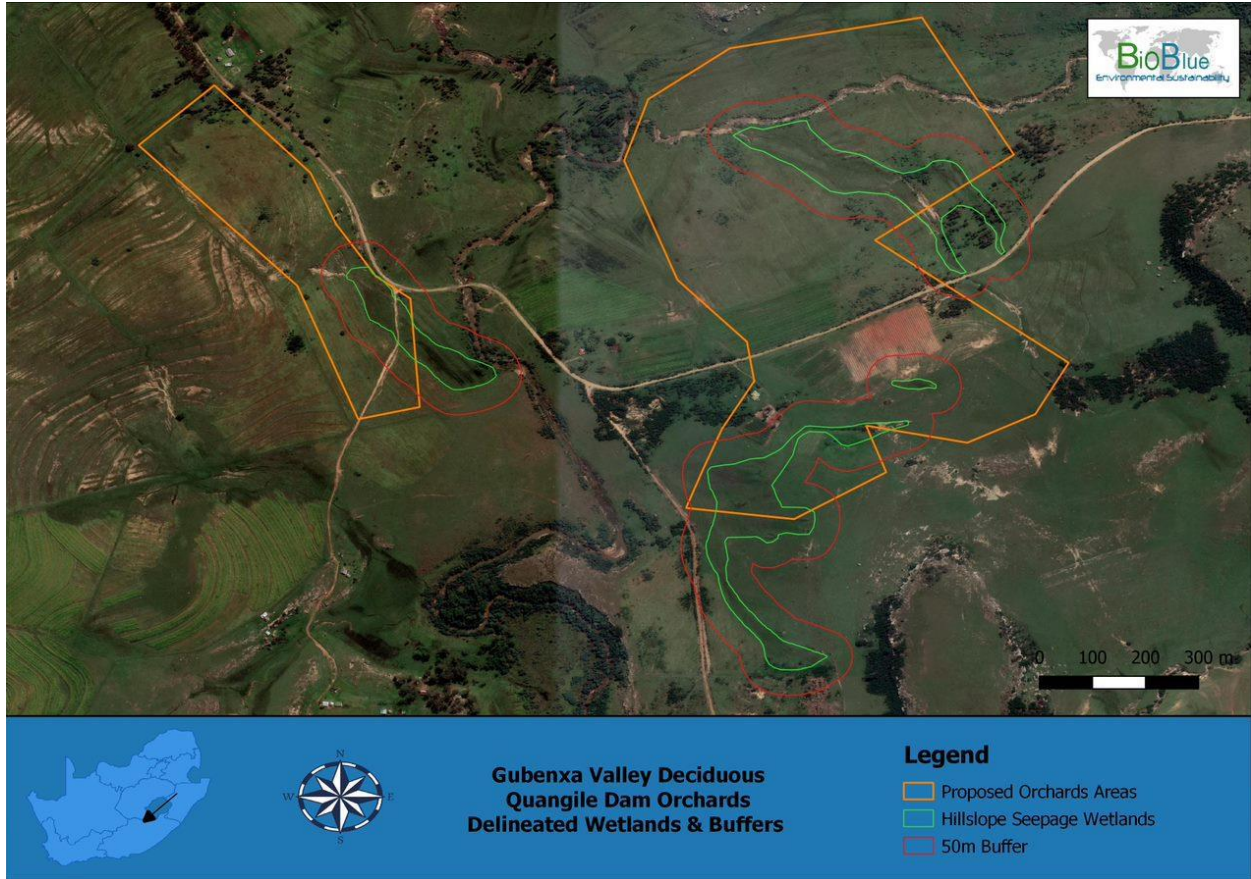 BioBlue
Environmental Sustainability
0 100 200 300 m
N
W E
S
Gubenxa Valley Deciduous
Quangile Dam Orchards
Delineated Wetlands & Buffers
Legend
Proposed Orchards Areas
Hillslope Seepage Wetlands
50m Buffer